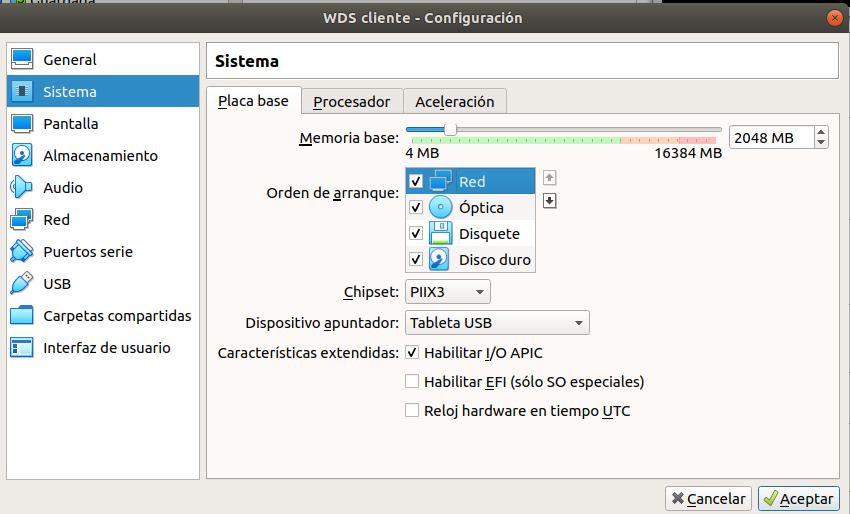 WDS cliente - Configuración
General
Sistema
Pantalla
Almacenamiento
Audio
Red
Puertos serie
USB
Carpetas compartidas
Interfaz de usuario
Sistema
Placa base Procesador Aceleración
Memoria base: 2048 MB
4 MB 16384 MB
Orden de arranque: Red
Óptica
Disquete
Disco duro
Chipset: PIIX3
Dispositivo apuntador: Tableta USB
Características extendidas: Habilitar I/O APIC
Habilitar EFI (sólo SO especiales)
Reloj hardware en tiempo UTC
Cancelar Aceptar